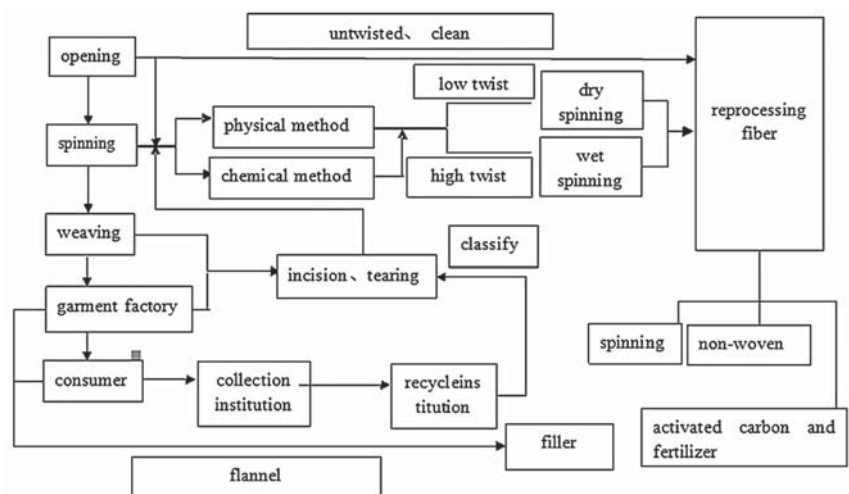 untwisted、 clean
opening
low twist
dry
spinning
reprocessing
fiber
physical method
spinning
wet
spinning
chemical method
high twist
weaving
classify
incision、tearing
garment factory
spinning
non-woven
consumer
collection
institution
recycleins
titution
activated carbon and
fertilizer
filler
flannel